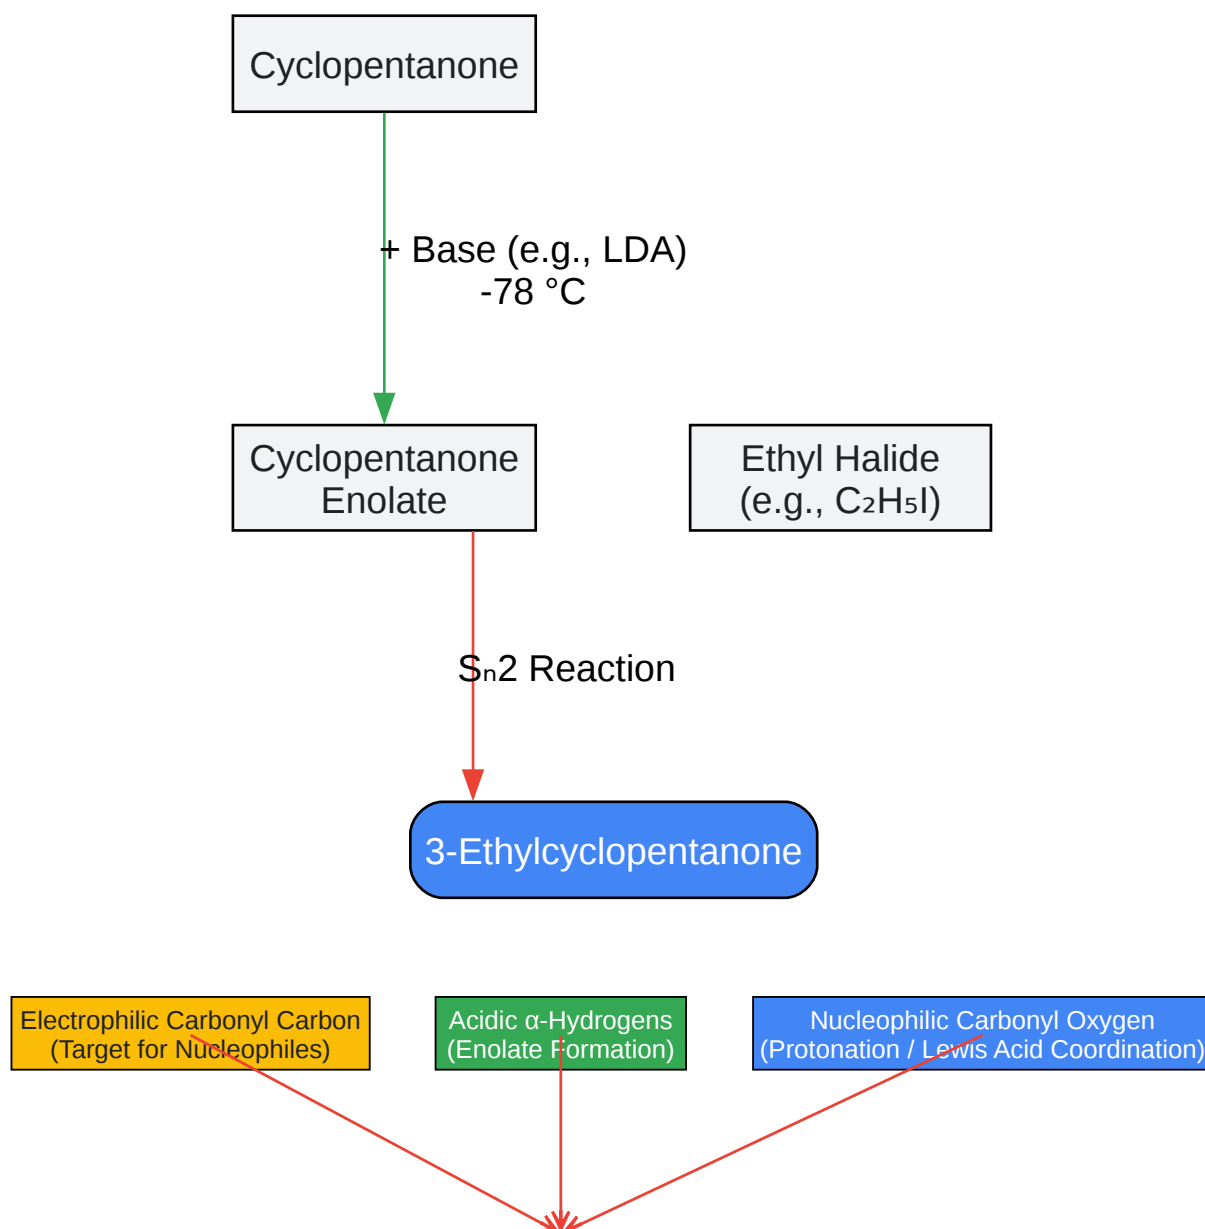 Cyclopentanone
+ Base (e.g., LDA)
-78 °C
Cyclopentanone
Enolate
Ethyl Halide
(e.g., C₂H₅I)
Sₙ2 Reaction
3-Ethylcyclopentanone
Electrophilic Carbonyl Carbon
(Target for Nucleophiles)
Acidic α-Hydrogens
(Enolate Formation)
Nucleophilic Carbonyl Oxygen
(Protonation / Lewis Acid Coordination)